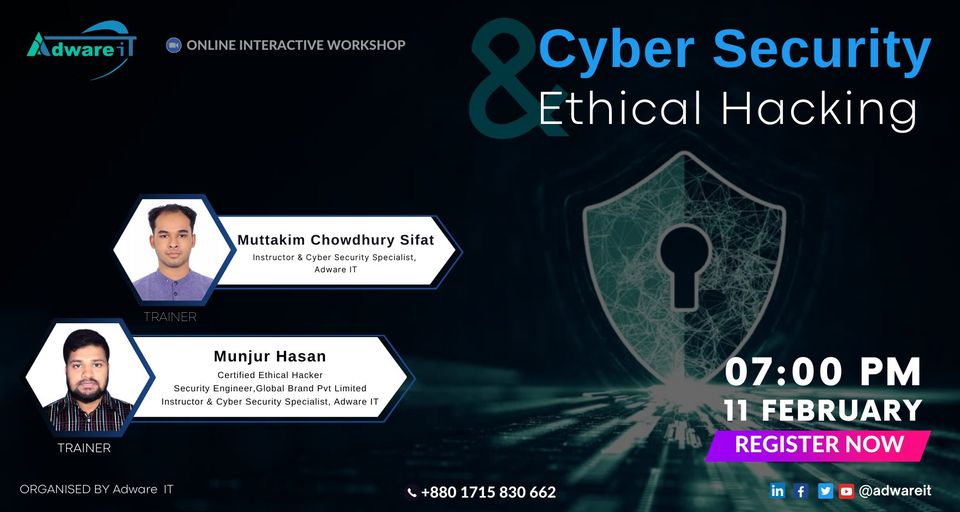 Adware iT
ONLINE INTERACTIVE WORKSHOP
&
Cyber Security
Ethical Hacking
Muttakim Chowdhury Sifat
Instructor & Cyber Security Specialist,
Adware IT
TRAINER
Munjur Hasan
Certified Ethical Hacker
Security Engineer,Global Brand Pvt Limited
Instructor & Cyber Security Specialist, Adware IT
TRAINER
07:00 PM
11 FEBRUARY
REGISTER NOW
ORGANISED BY Adware IT
+880 1715 830 662
@adwareit